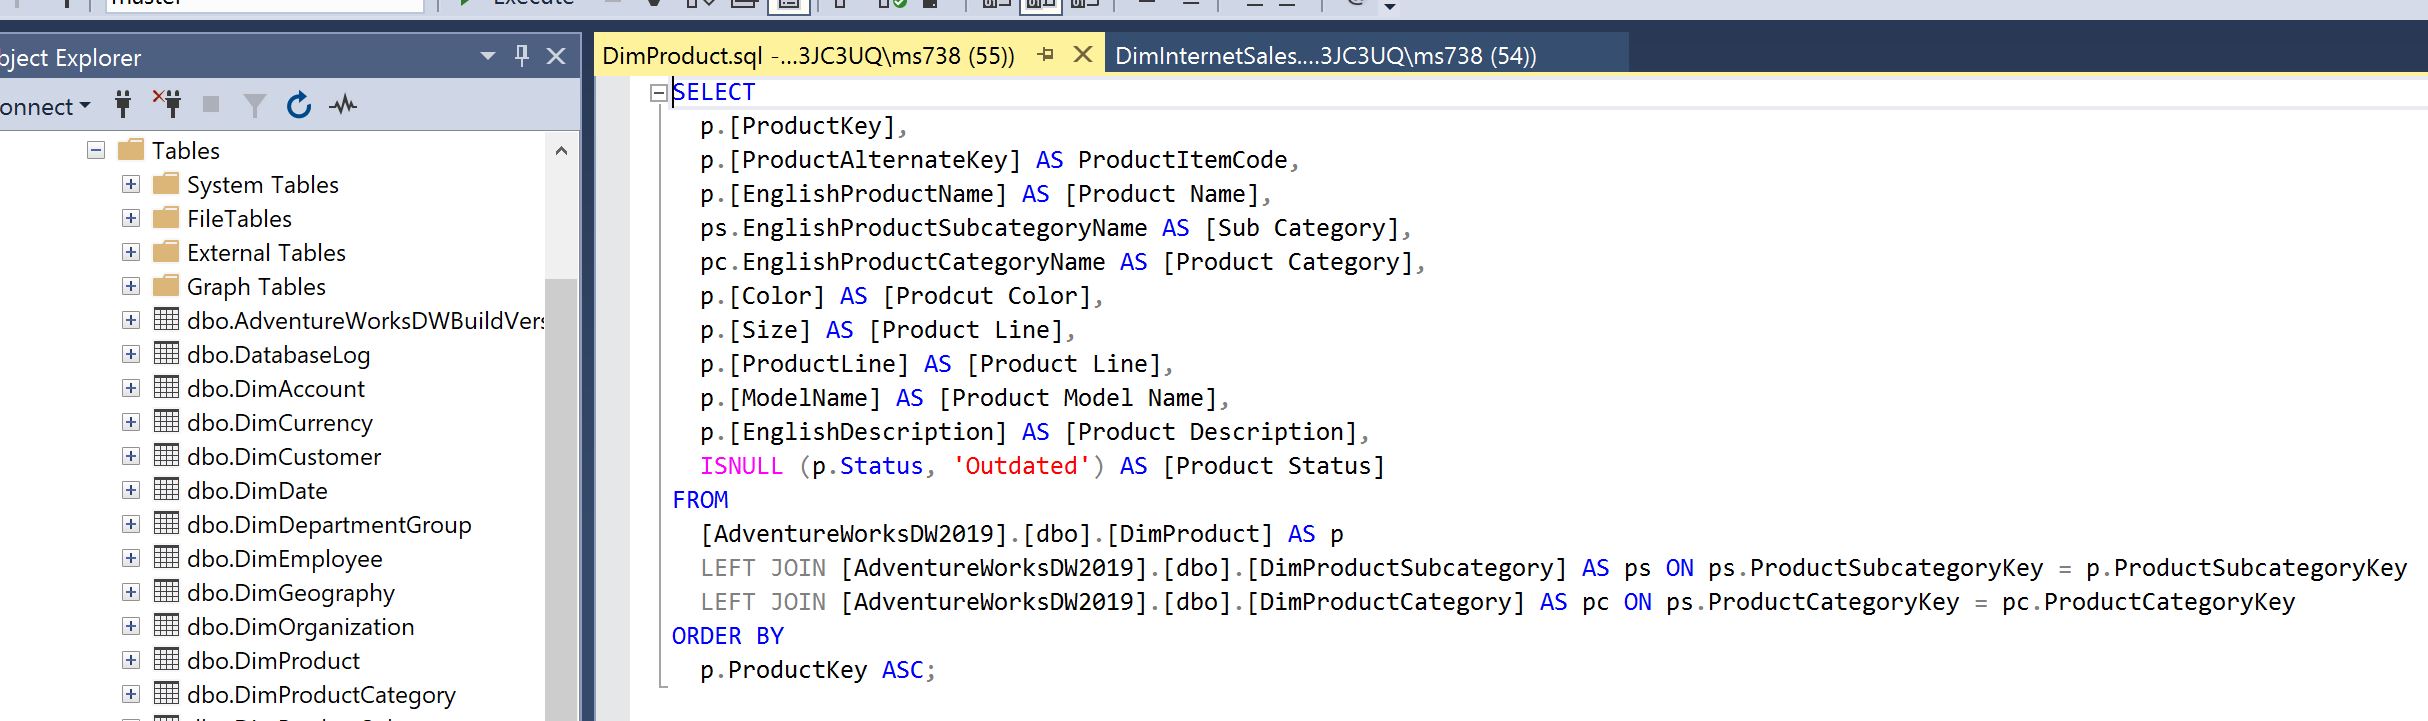 master
Execute
bject Explorer
onnect
Tables
System Tables
FileTables
External Tables
Graph Tables
dbo.AdventureWorksDWBuildVers
dbo.DatabaseLog
dbo.DimAccount
dbo.DimCurrency
dbo.DimCustomer
dbo.DimDate
dbo.DimDepartmentGroup
dbo.DimEmployee
dbo.DimGeography
dbo.DimOrganization
dbo.DimProduct
dbo.DimProductCategory
DimProduct.sql -...3JC3UQ\ms738 (55))
DimInternetSales....3JC3UQ\ms738 (54))
SELECT
p.[ProductKey],
p.[ProductAlternateKey] AS ProductItemCode,
p.[EnglishProductName] AS [Product Name],
ps.EnglishProductSubcategoryName AS [Sub Category],
pc.EnglishProductCategoryName AS [Product Category],
p.[Color] AS [Prodcut Color],
p.[Size] AS [Product Line],
p.[ProductLine] AS [Product Line],
p.[ModelName] AS [Product Model Name],
p.[EnglishDescription] AS [Product Description],
ISNULL (p.Status, 'Outdated') AS [Product Status]
FROM
[AdventureWorksDW2019].[dbo].[DimProduct] AS p
LEFT JOIN [AdventureWorksDW2019].[dbo].[DimProductSubcategory] AS ps ON ps.ProductSubcategoryKey = p.ProductSubcategoryKey
LEFT JOIN [AdventureWorksDW2019].[dbo].[DimProductCategory] AS pc ON ps.ProductCategoryKey = pc.ProductCategoryKey
ORDER BY
p.ProductKey ASC;